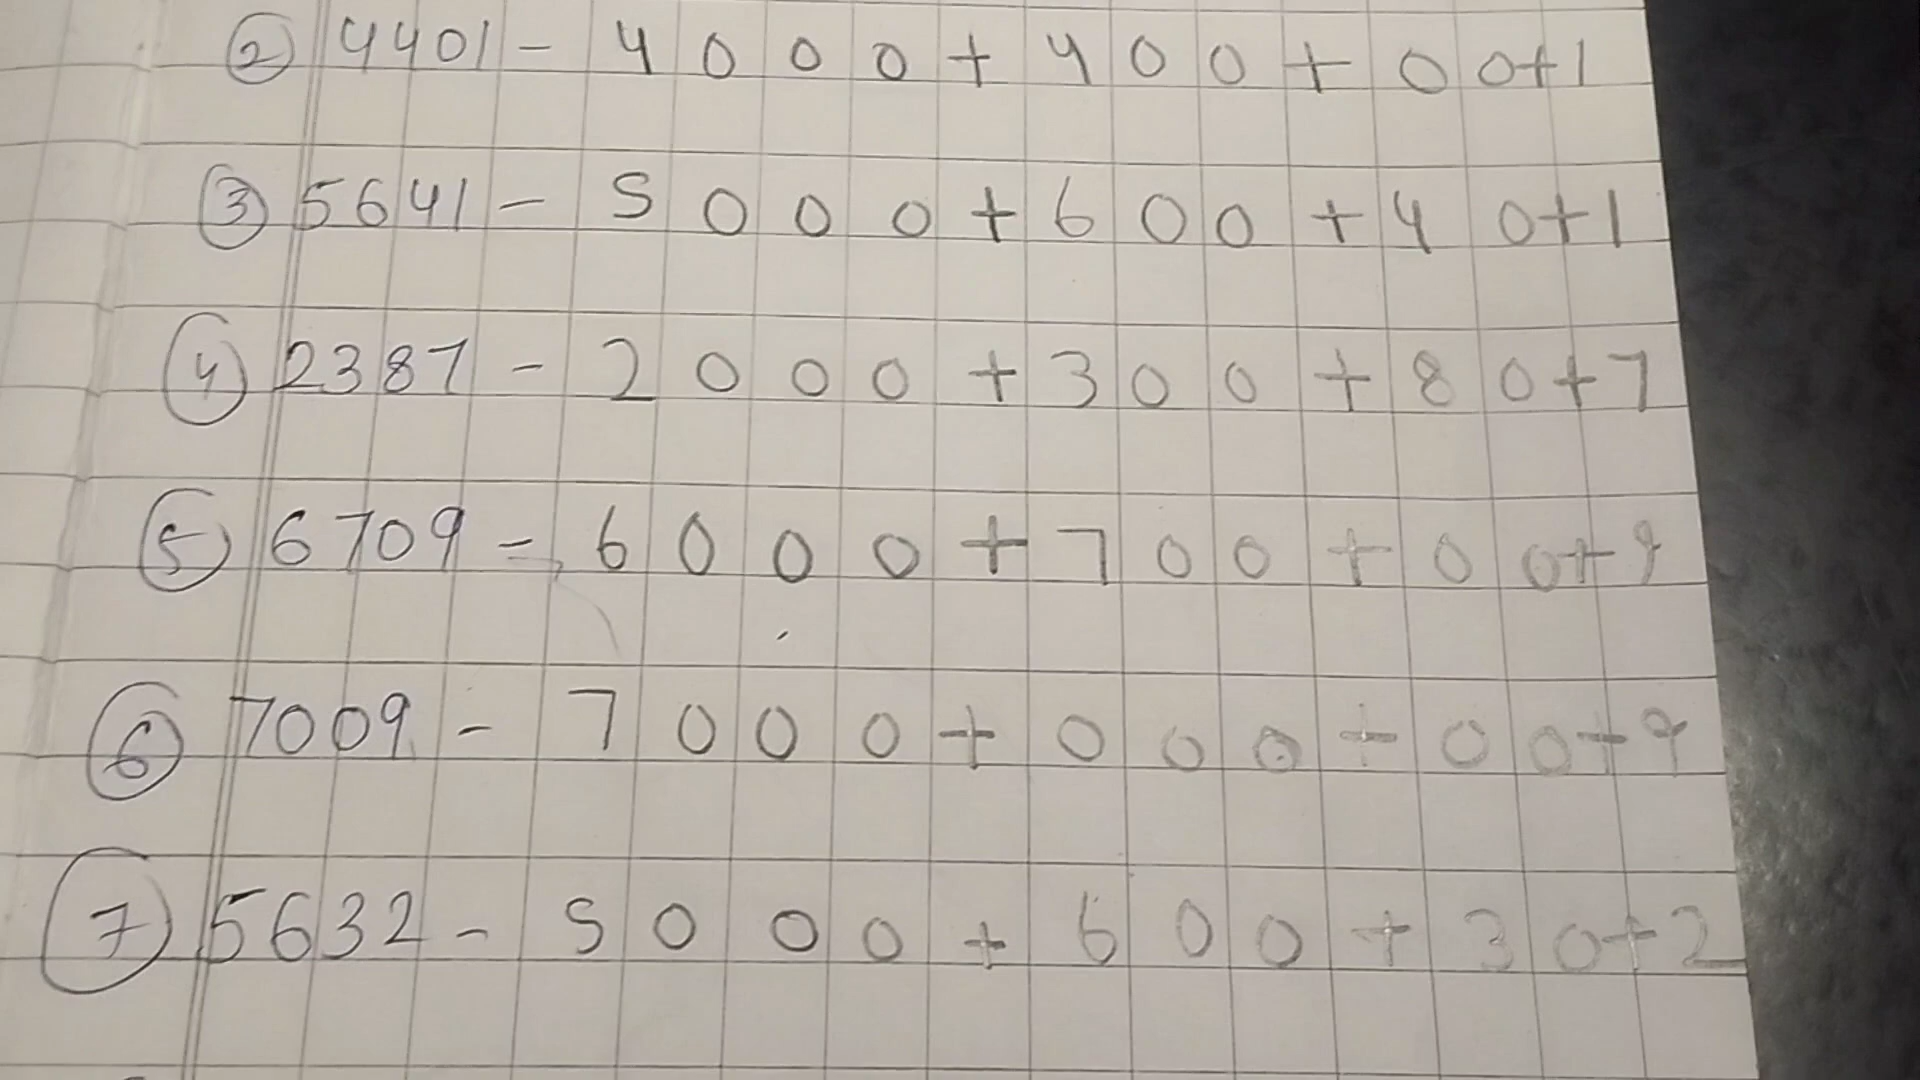 ② 4401 - 4000 + 400 + 00 + 1
③ 5641 - 5000 + 600 + 40 + 1
④ 2387 - 2000 + 300 + 80 + 7
⑤ 6709 - 6000 + 700 + 00 + 9
⑥ 7009 - 7000 + 000 + 00 + 9
⑦ 5632 - 5000 + 600 + 30 + 2